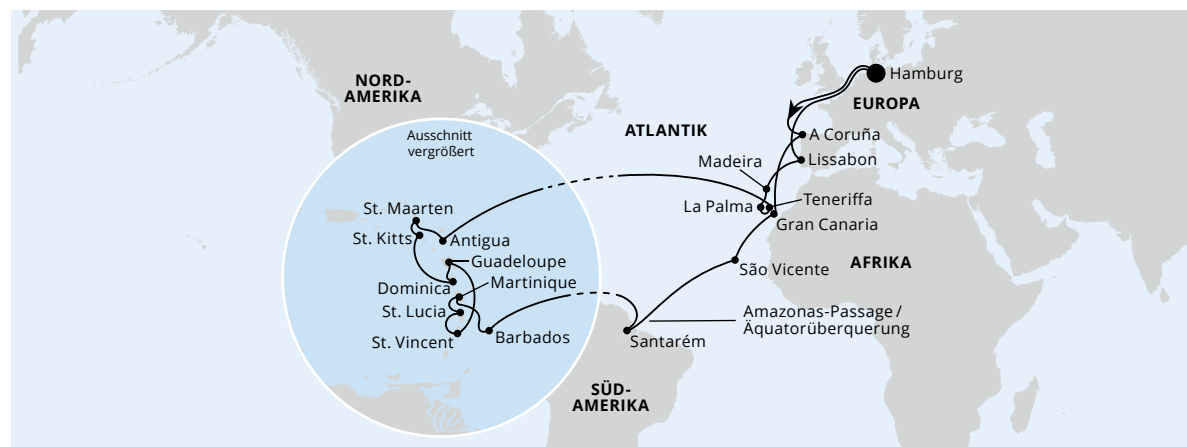 NORD-
AMERIKA
Ausschnitt
vergrößert
ATLANTIK
EUROPA
Hamburg
A Coruña
Lissabon
Madeira
La Palma
Teneriffa
Gran Canaria
St. Maarten
St. Kitts
Antigua
Guadeloupe
Dominica
Martinique
St. Lucia
St. Vincent
Barbados
São Vicente
AFRIKA
Amazonas-Passage /
Äquatorüberquerung
Santarém
SÜD-
AMERIKA